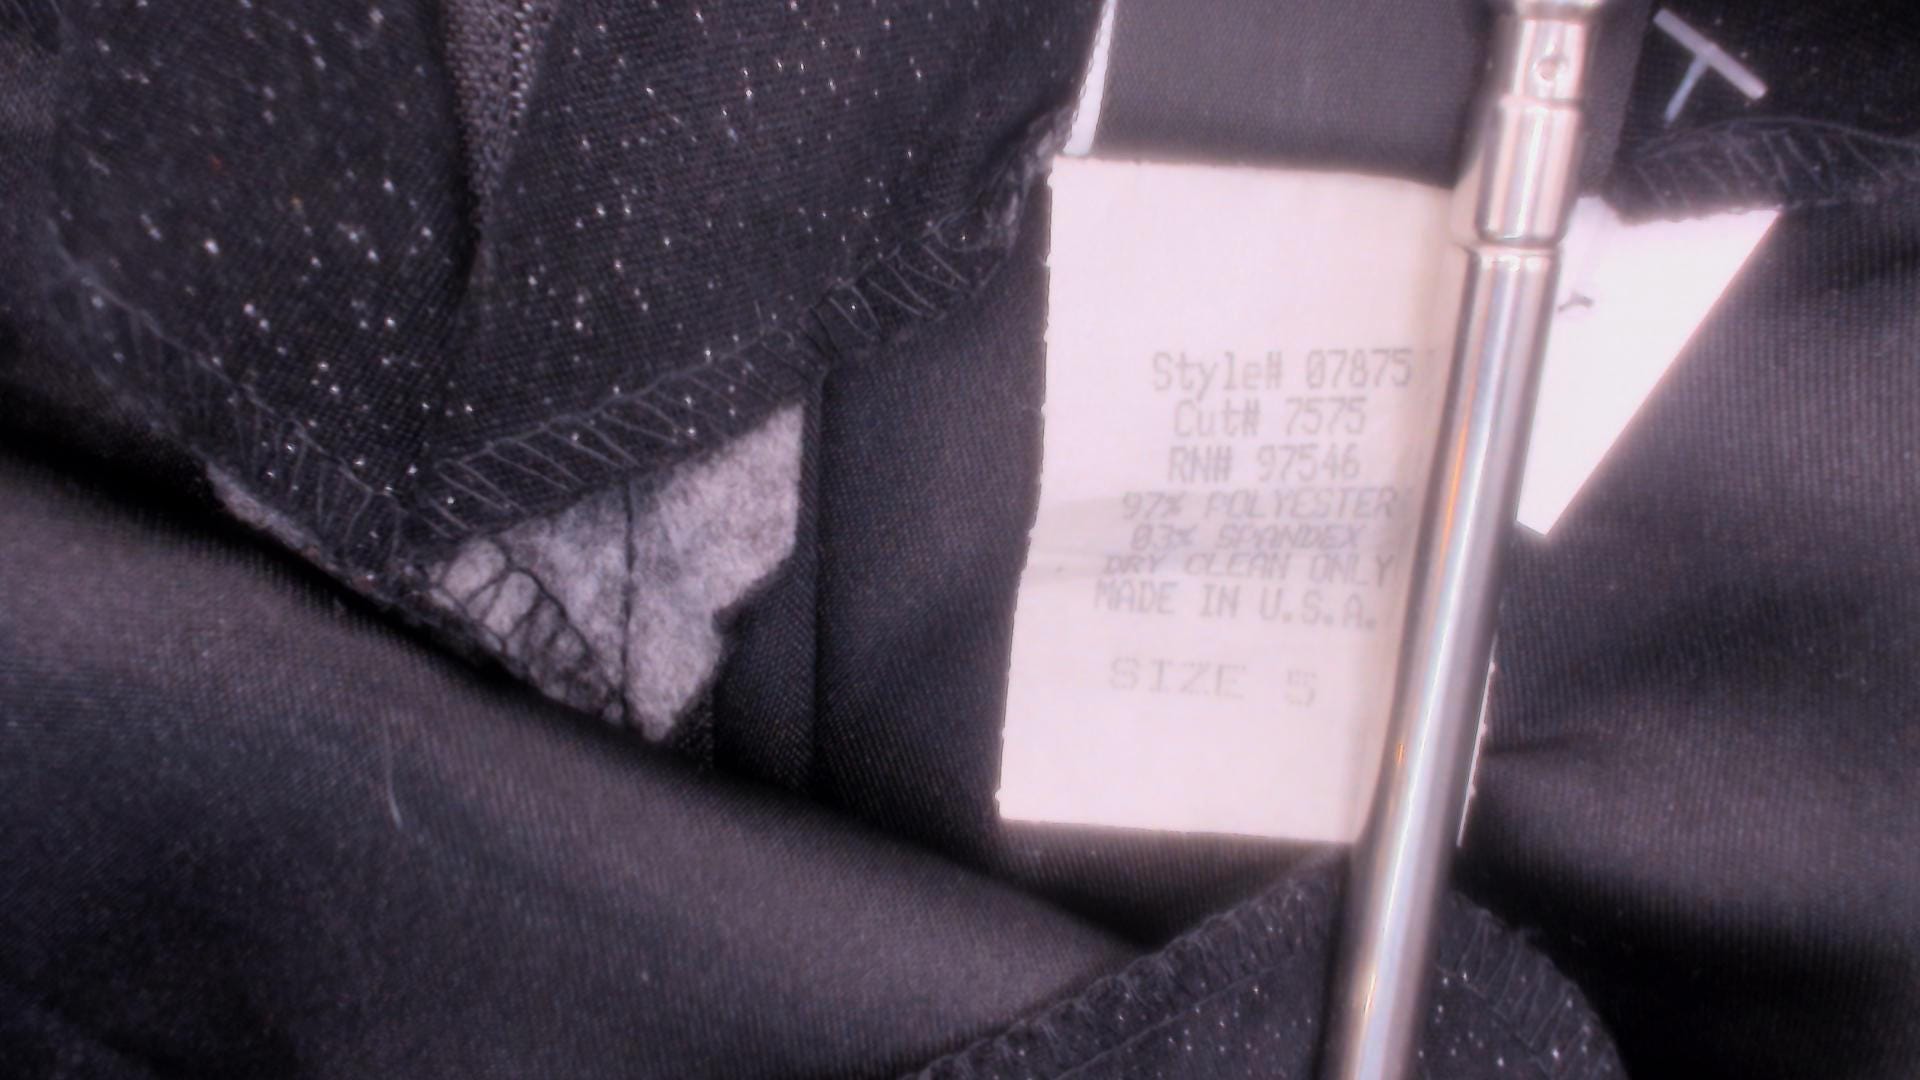 Style# 07875
Cut# 7575
RN# 97546
97% POLYESTER
03% SPANDEX
DRY CLEAN ONLY
MADE IN U.S.A.
SIZE 5